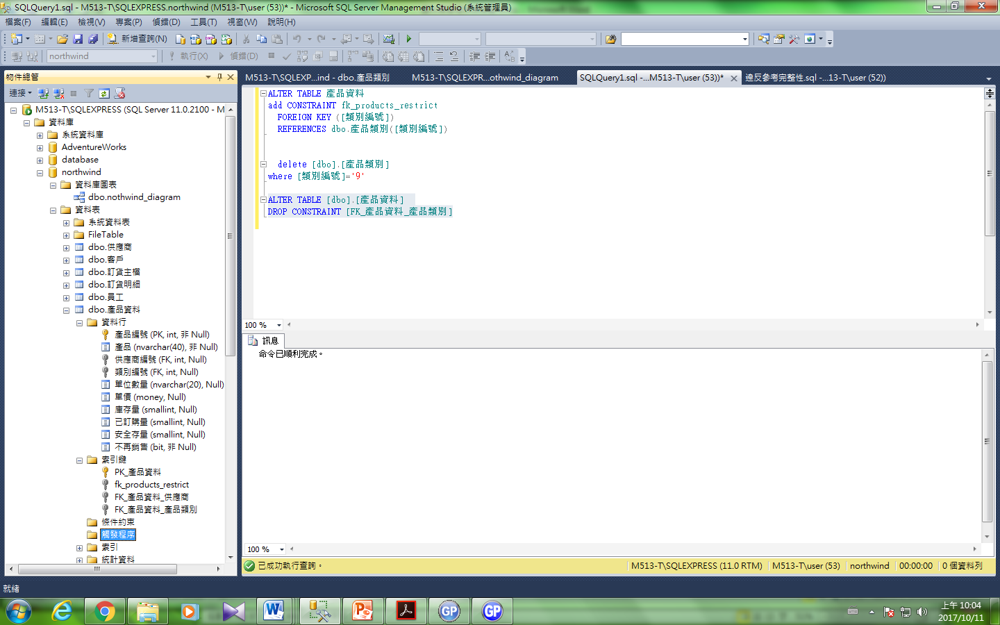 SQLQuery1.sql - M513-T\SQLEXPRESS.northwind (M513-T\user (53))* - Microsoft SQL Server Management Studio (系統管理員)
檔案(F) 編輯(E) 檢視(V) 專案(P) 偵錯(D) 工具(T) 視窗(W) 說明(H)
新增查詢(N)
northwind 執行(X) 偵錯(D)
物件總管
連接
M513-T\SQLEXPRESS (SQL Server 11.0.2100 - M
資料庫
系統資料庫
AdventureWorks
database
northwind
資料庫圖表
dbo.nothwind_diagram
資料表
系統資料表
FileTable
dbo.供應商
dbo.客戶
dbo.訂貨主檔
dbo.訂貨明細
dbo.員工
dbo.產品資料
資料行
產品編號 (PK, int, 非 Null)
產品 (nvarchar(40), 非 Null)
供應商編號 (FK, int, Null)
類別編號 (FK, int, Null)
單位數量 (nvarchar(20), Null)
單價 (money, Null)
庫存量 (smallint, Null)
已訂購量 (smallint, Null)
安全存量 (smallint, Null)
不再銷售 (bit, 非 Null)
索引鍵
PK_產品資料
fk_products_restrict
FK_產品資料_供應商
FK_產品資料_產品類別
條件約束
觸發程序
索引
統計資料
M513-T\SQLEXP...ind - dbo.產品類別 M513-T\SQLEXPR...othwind_diagram SQLQuery1.sql -...M513-T\user (53))* 違反參考完整性.sql -...13-T\user (52))
ALTER TABLE 產品資料
add CONSTRAINT fk_products_restrict
FOREIGN KEY ([類別編號])
REFERENCES dbo.產品類別([類別編號])
delete [dbo].[產品類別]
where [類別編號]='9'
ALTER TABLE [dbo].[產品資料]
DROP CONSTRAINT [FK_產品資料_產品類別]
100 %
訊息
命令已順利完成。
100 %
已成功執行查詢。 M513-T\SQLEXPRESS (11.0 RTM) M513-T\user (53) northwind 00:00:00 0 個資料列
就緒
上午 10:04
2017/10/11